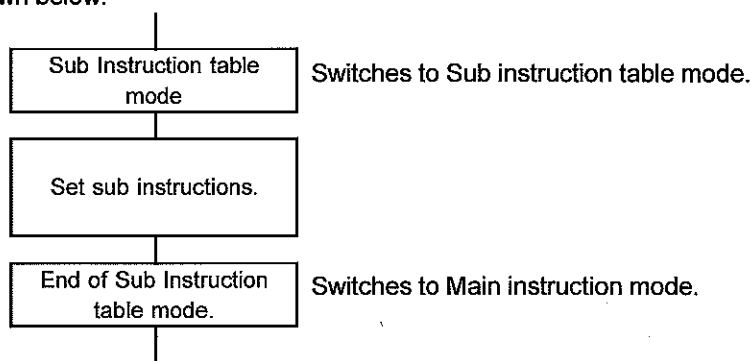 below.
Sub Instruction table
mode
Switches to Sub instruction table mode.
Set sub instructions.
End of Sub Instruction
table mode.
Switches to Main instruction mode.